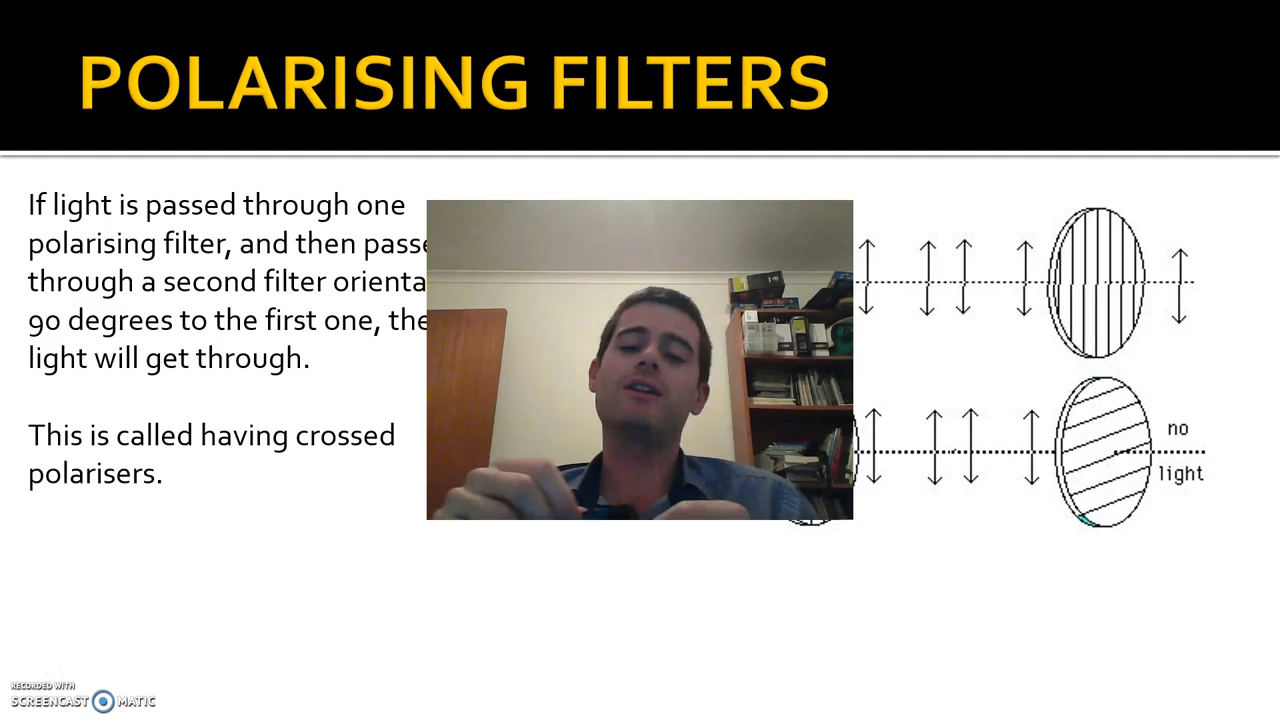 POLARISING FILTERS
If light is passed through one
polarising filter, and then passe
through a second filter orienta
90 degrees to the first one, the
light will get through.
This is called having crossed
polarisers.
no
light
RECORDED WITH
SCREENCAST MATIC